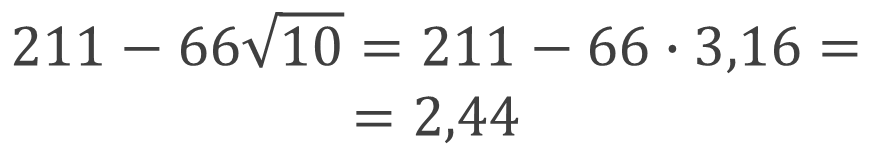 211 − 66√10 = 211 − 66 · 3,16 =
= 2,44